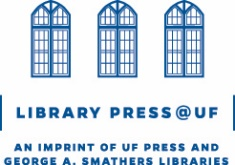 LIBRARY PRESS@UF
AN IMPRINT OF UF PRESS AND
GEORGE A. SMATHERS LIBRARIES